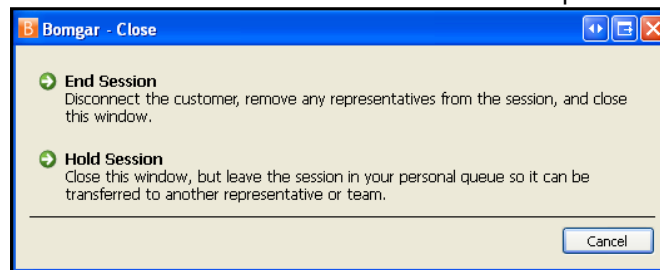 Bomgar - Close
End Session
Disconnect the customer, remove any representatives from the session, and close
this window.
Hold Session
Close this window, but leave the session in your personal queue so it can be
transferred to another representative or team.
Cancel